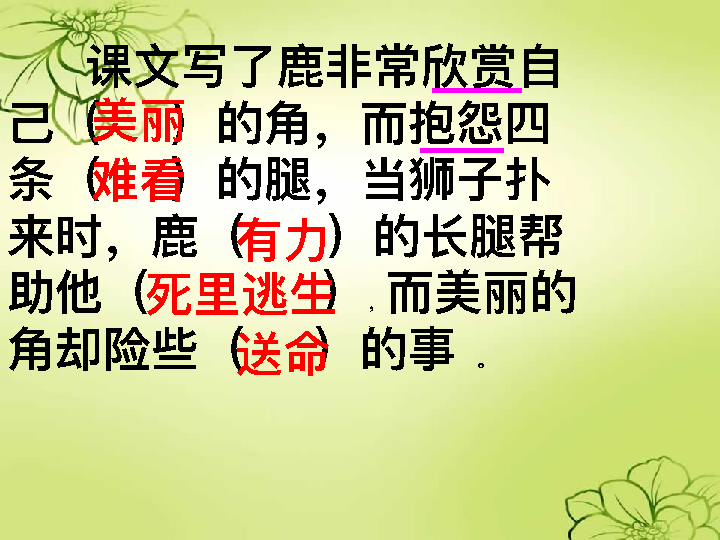 课文写了鹿非常欣赏自
己（美丽）的角，而抱怨四
条（难看）的腿，当狮子扑
来时，鹿（有力）的长腿帮
助他（死里逃生），而美丽的
角却险些（送命）的事 。